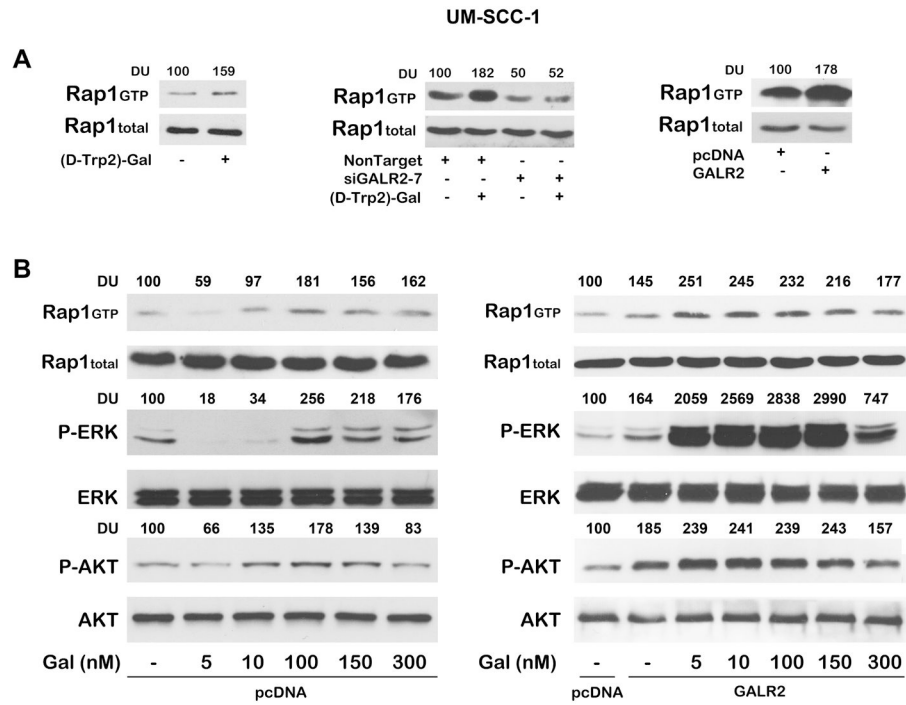 UM-SCC-1
A
DU 100 159
Rap1GTP
Rap1total
(D-Trp2)-Gal - +
DU 100 182 50 52
Rap1GTP
Rap1total
NonTarget + + - -
siGALR2-7 - - + +
(D-Trp2)-Gal - + - +
DU 100 178
Rap1GTP
Rap1total
pcDNA + -
GALR2 - +
B
DU 100 59 97 181 156 162
Rap1GTP
Rap1total
DU 100 18 34 256 218 176
P-ERK
ERK
DU 100 66 135 178 139 83
P-AKT
AKT
Gal (nM) - 5 10 100 150 300
pcDNA
DU 100 145 251 245 232 216 177
Rap1GTP
Rap1total
DU 100 164 2059 2569 2838 2990 747
P-ERK
ERK
DU 100 185 239 241 239 243 157
P-AKT
AKT
Gal (nM) - - 5 10 100 150 300
pcDNA GALR2